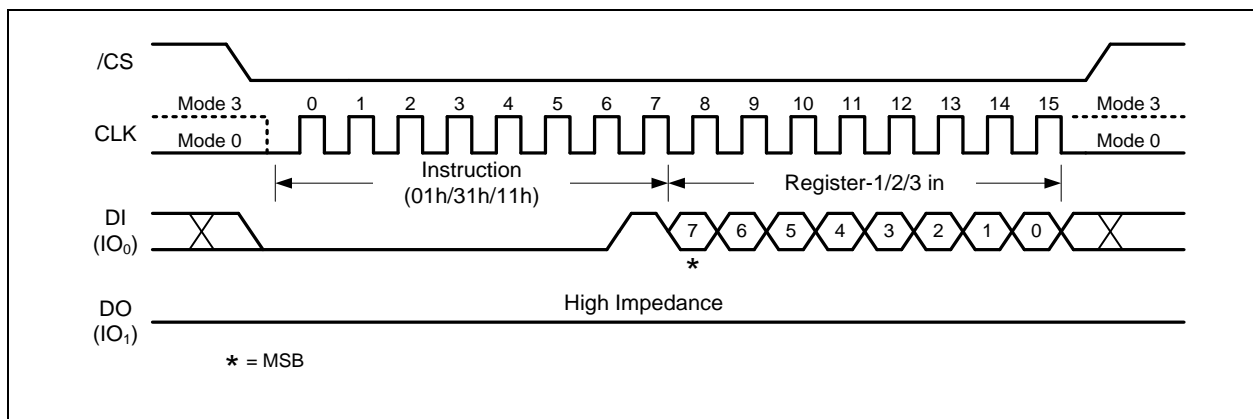 /CS
Mode 3 0 1 2 3 4 5 6 7 8 9 10 11 12 13 14 15 Mode 3
CLK
Mode 0 Mode 0
Instruction
(01h/31h/11h)
Register-1/2/3 in
DI
(IO₀)
7 6 5 4 3 2 1 0
*
High Impedance
DO
(IO₁)
* = MSB